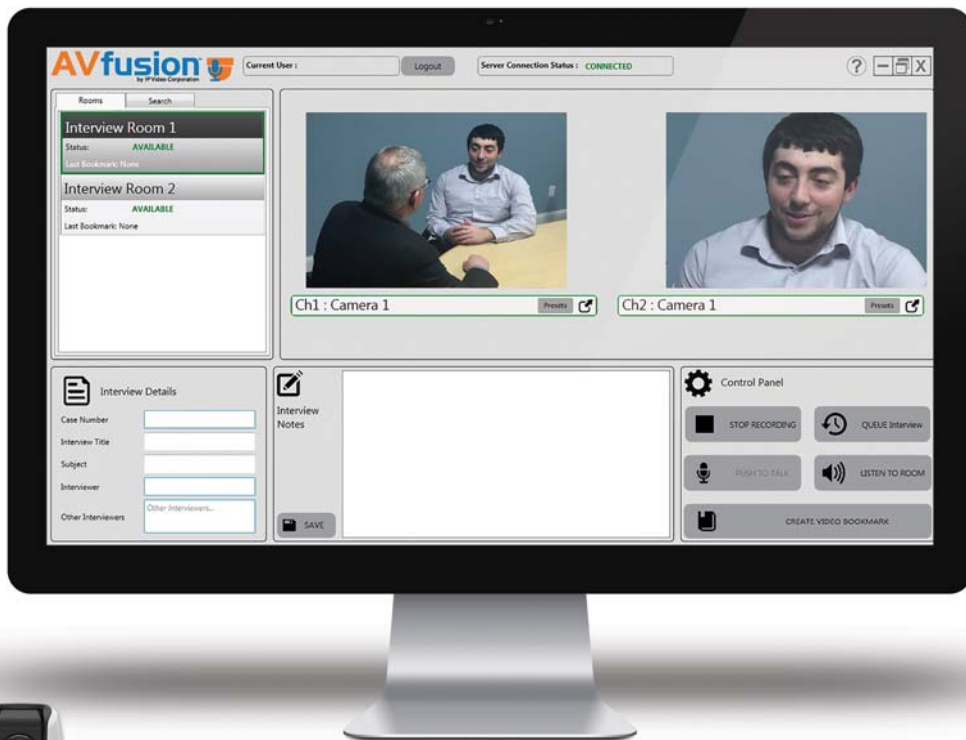 AVfusion
by IPVideo Corporation
Current User :
Logout
Server Connection Status : CONNECTED
? X
Rooms Search
Interview Room 1
Status: AVAILABLE
Last Bookmark: None
Interview Room 2
Status: AVAILABLE
Last Bookmark: None
Ch1 : Camera 1
Presets
Ch2 : Camera 1
Presets
Interview Details
Case Number
Interview Title
Subject
Interviewer
Other Interviewers
Other Interviewers...
Interview
Notes
SAVE
Control Panel
STOP RECORDING
QUEUE Interview
PUSH TO TALK
LISTEN TO ROOM
CREATE VIDEO BOOKMARK